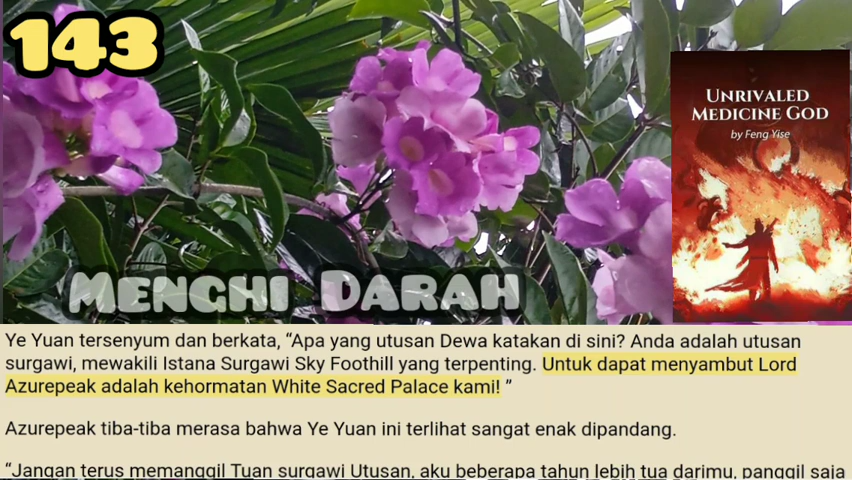 143
UNRIVALED
MEDICINE GOD
by Feng Yise
MENGHI DARAH
Ye Yuan tersenyum dan berkata, “Apa yang utusan Dewa katakan di sini? Anda adalah utusan
surgawi, mewakili Istana Surgawi Sky Foothill yang terpenting. Untuk dapat menyambut Lord
Azurepeak adalah kehormatan White Sacred Palace kami! ”
Azurepeak tiba-tiba merasa bahwa Ye Yuan ini terlihat sangat enak dipandang.
“Jangan terus memanggil Tuan surgawi Utusan, aku beberapa tahun lebih tua darimu, panggil saja